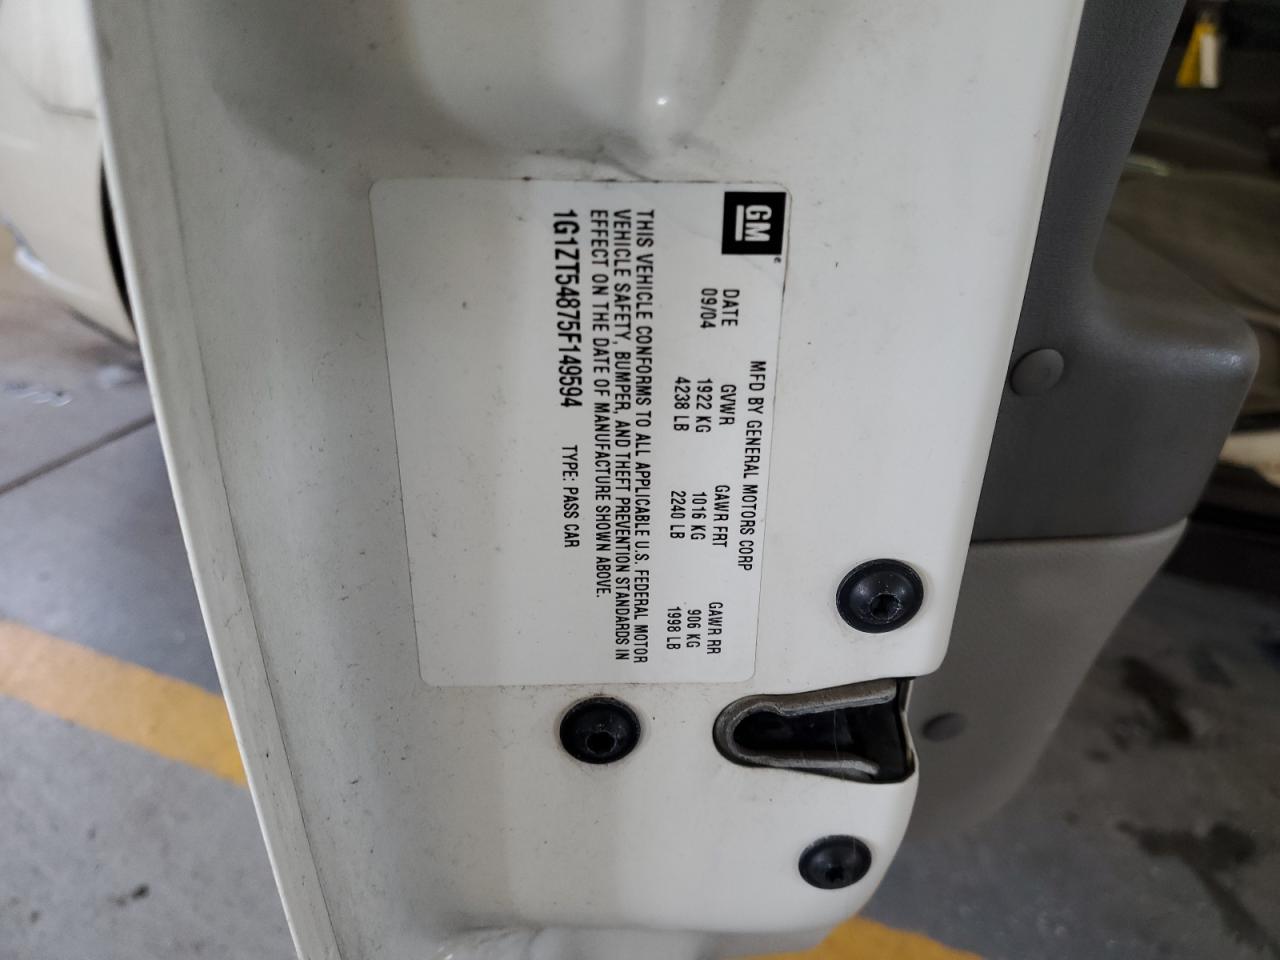 GM
MFD BY GENERAL MOTORS CORP
DATE GVWR GAWR FRT GAWR RR
09/04 1922 KG 1016 KG 906 KG
4238 LB 2240 LB 1998 LB
THIS VEHICLE CONFORMS TO ALL APPLICABLE U.S. FEDERAL MOTOR
VEHICLE SAFETY, BUMPER, AND THEFT PREVENTION STANDARDS IN
EFFECT ON THE DATE OF MANUFACTURE SHOWN ABOVE.
1G1ZT54875F149594 TYPE: PASS CAR